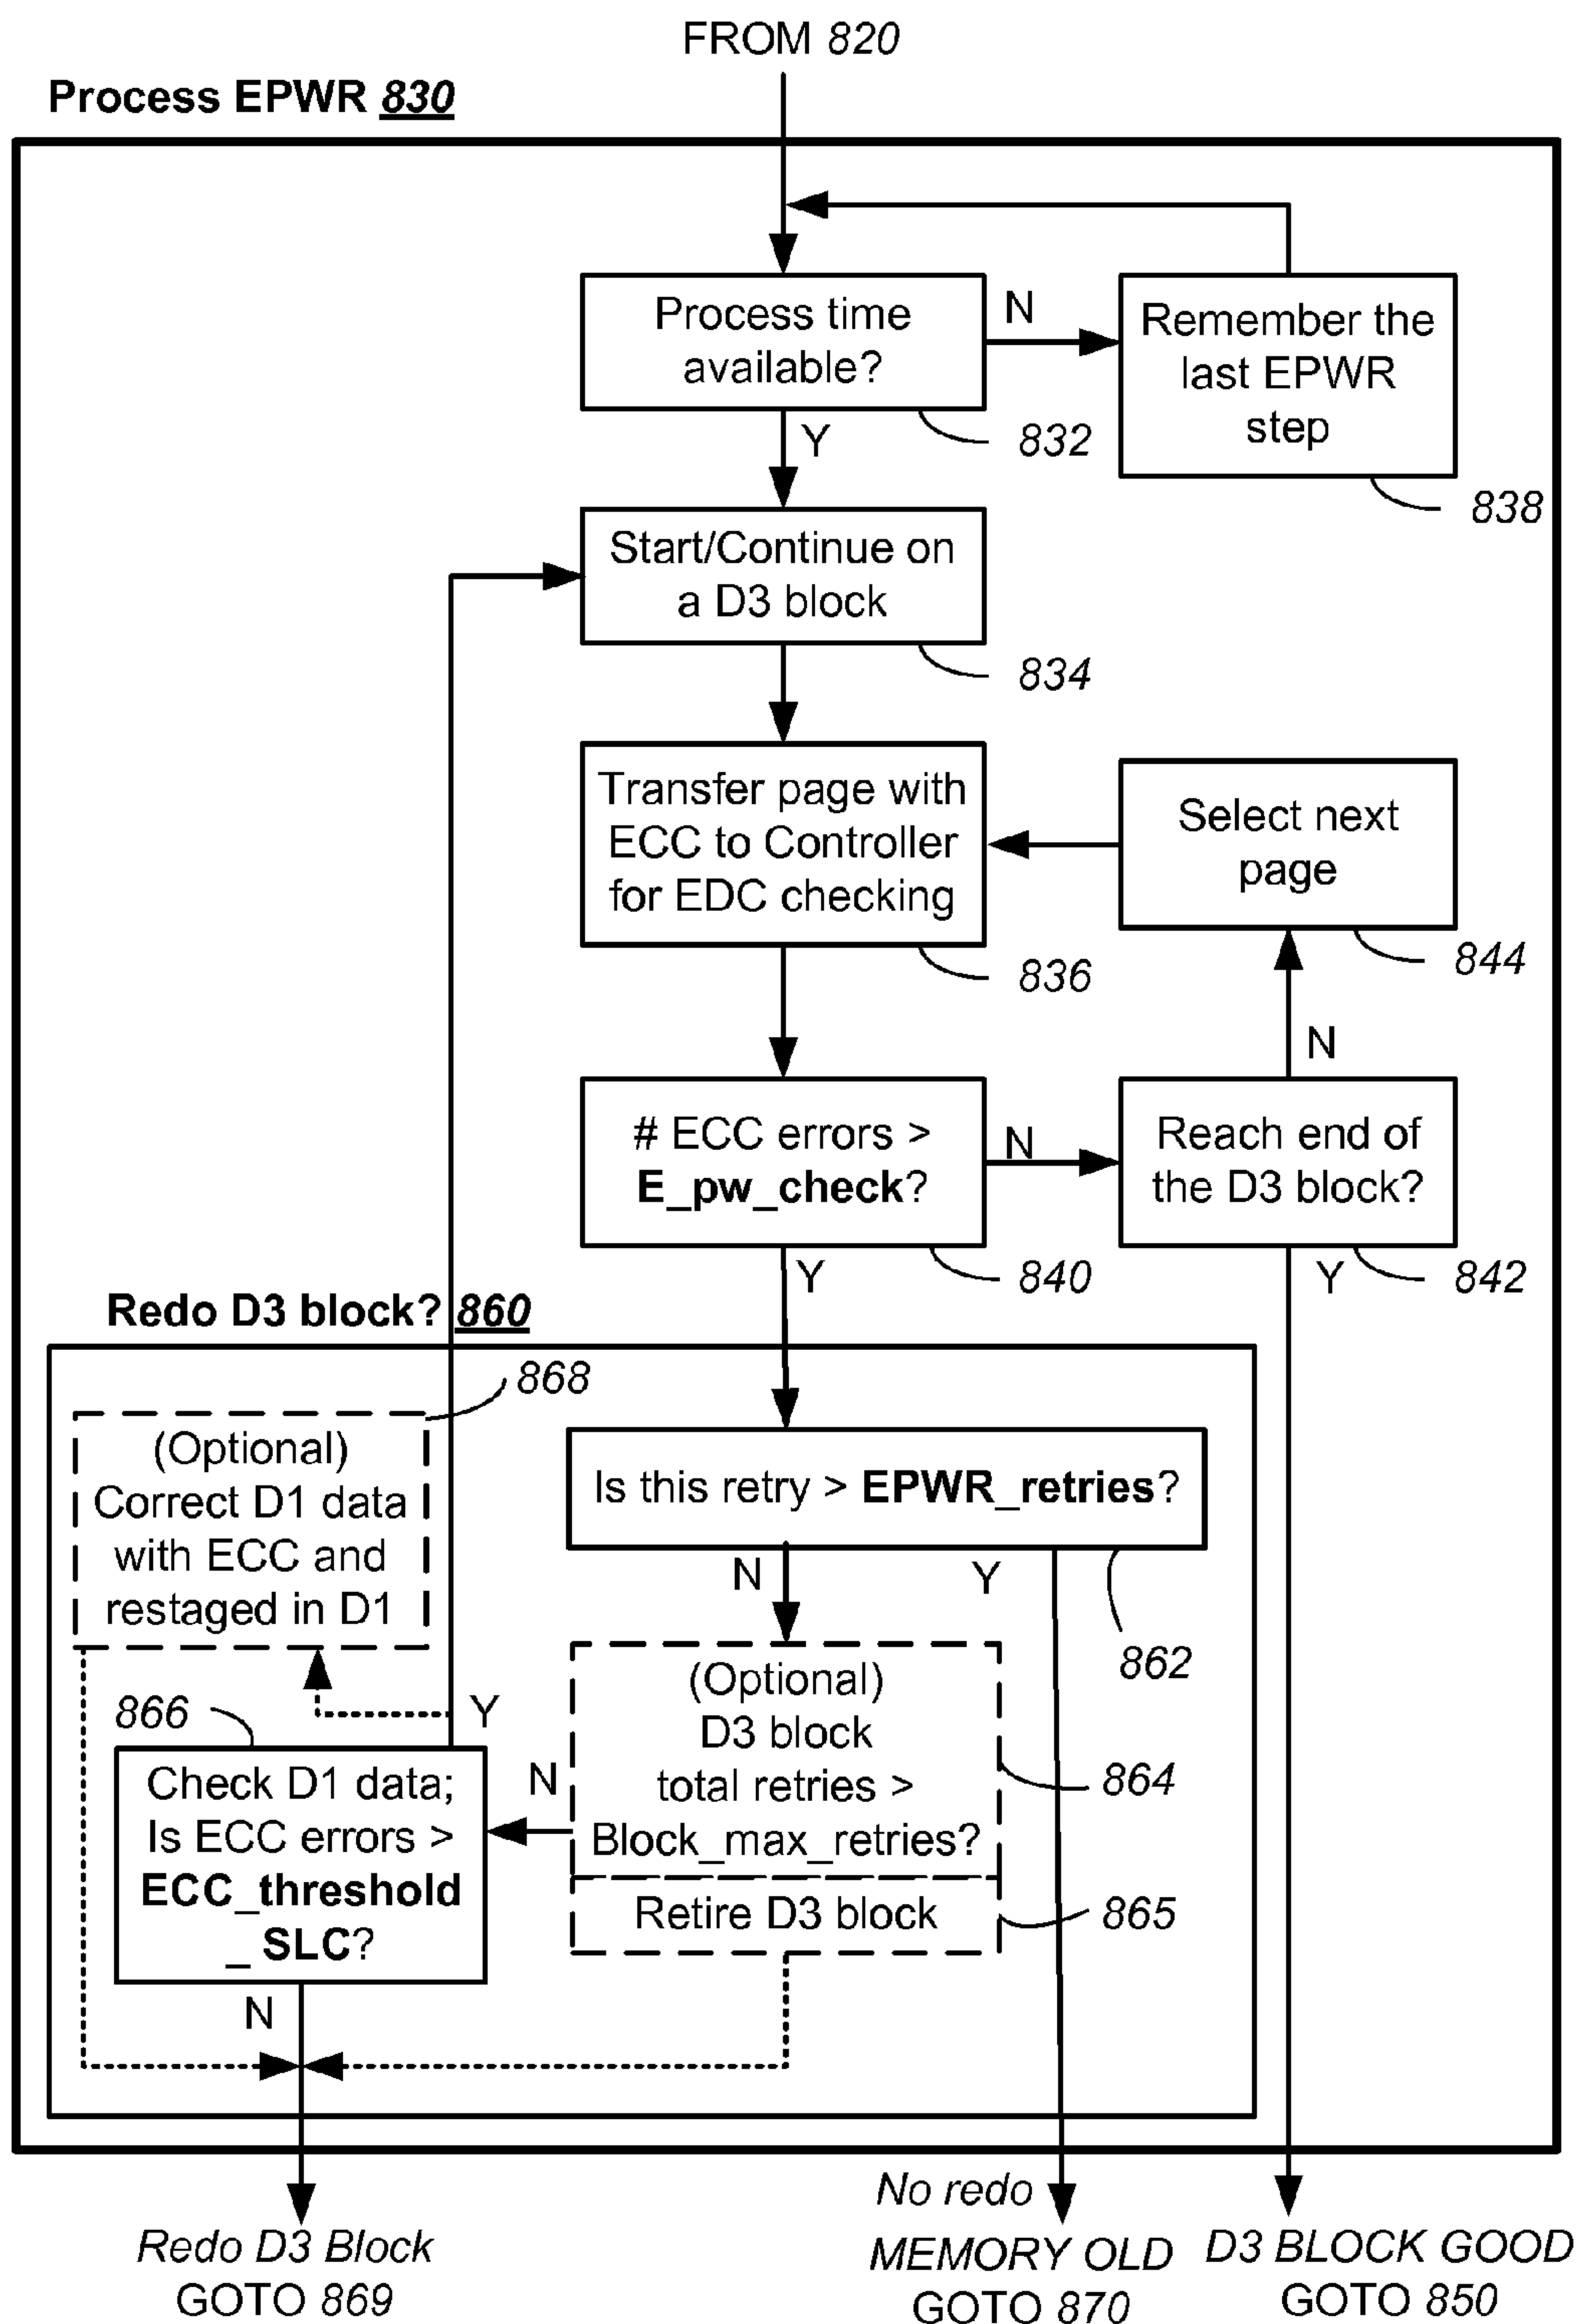 FROM 820
Process EPWR 830
Process time
available?
N
Remember the
last EPWR
step
832
Y
838
Start/Continue on
a D3 block
834
Transfer page with
ECC to Controller
for EDC checking
Select next
page
836
844
N
# ECC errors >
E_pw_check?
N
Reach end of
the D3 block?
Y
840
Y
842
Redo D3 block? 860
868
(Optional)
Correct D1 data
with ECC and
restaged in D1
Is this retry > EPWR_retries?
N
Y
862
(Optional)
D3 block
total retries >
Block_max_retries?
864
866
Y
Check D1 data;
Is ECC errors >
ECC_threshold
_ SLC?
N
Retire D3 block
865
N
No redo
Redo D3 Block
GOTO 869
MEMORY OLD
GOTO 870
D3 BLOCK GOOD
GOTO 850